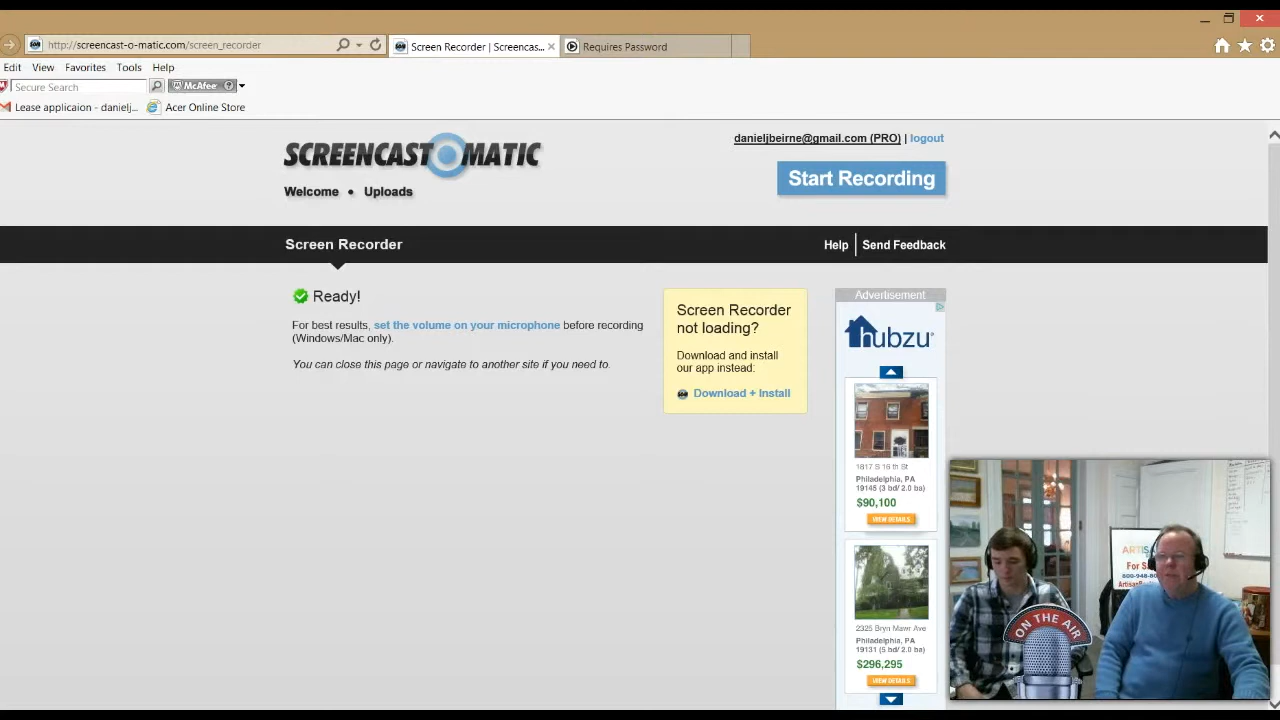 http://screencast-o-matic.com/screen_recorder
Screen Recorder | Screencas...
Requires Password
Edit View Favorites Tools Help
Secure Search
McAfee
Lease applicaion - danielj...
Acer Online Store
SCREENCAST MATIC
danieljbeirne@gmail.com (PRO) | logout
Start Recording
Welcome • Uploads
Screen Recorder
Help
Send Feedback
Ready!
For best results, set the volume on your microphone before recording
(Windows/Mac only).
You can close this page or navigate to another site if you need to.
Screen Recorder
not loading?
Download and install
our app instead:
Download + Install
Advertisement
hubzu
1817 S 16 th St
Philadelphia, PA
19145 (3 bd/ 2.0 ba)
$90,100
VIEW DETAILS
2325 Bryn Mawr Ave
Philadelphia, PA
19131 (5 bd/ 2.0 ba)
$296,295
VIEW DETAILS
ON THE AIR
For